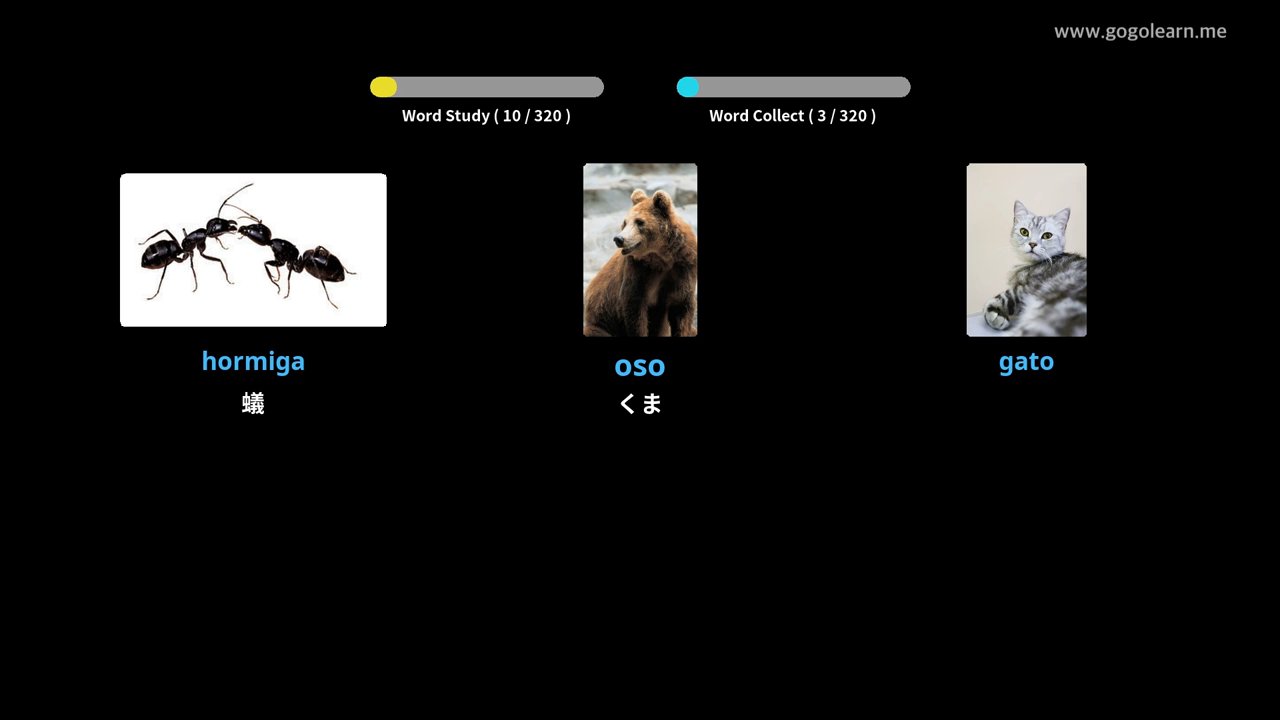 www.gogolearn.me
Word Study ( 10 / 320 )
Word Collect ( 3 / 320 )
hormiga
蟻
oso
くま
gato